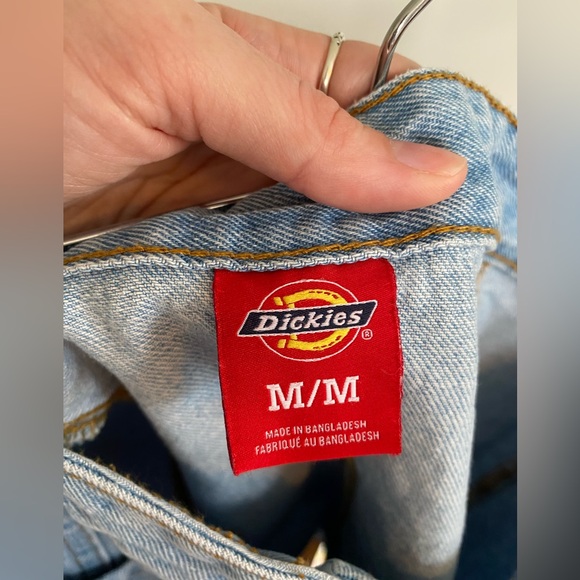 Dickies®
M/M
MADE IN BANGLADESH
FABRIQUÉ AU BANGLADESH